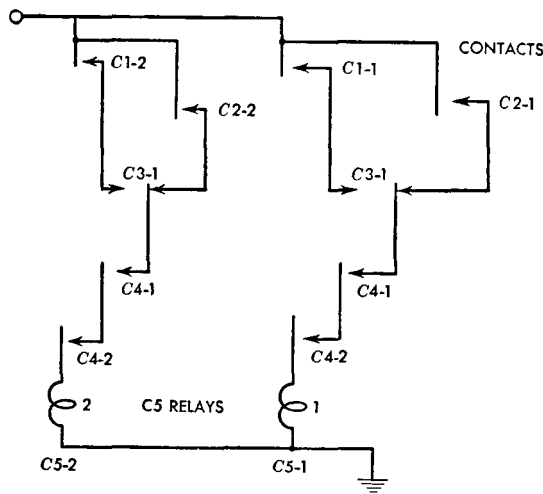 CONTACTS
C1-2
C1-1
C2-2
C2-1
C3-1
C3-1
C4-1
C4-1
C4-2
C4-2
2
C5 RELAYS
1
C5-2
C5-1